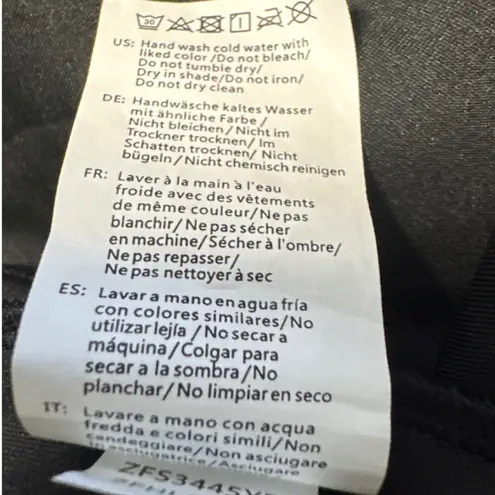 30
US: Hand wash cold water with
liked color /Do not bleach/
Do not tumble dry/
Dry in shade/Do not iron/
Do not dry clean
DE: Handwäsche kaltes Wasser
mit ähnliche Farbe /
Nicht bleichen/ Nicht im
Trockner trocknen/ Im
Schatten trocknen/ Nicht
bügeln/Nicht chemisch reinigen
FR: Laver à la main à l'eau
froide avec des vêtements
de même couleur/Ne pas
blanchir/ Ne pas sécher
en machine/Sécher à l'ombre/
Ne pas repasser/
Ne pas nettoyer à sec
ES: Lavar a mano en agua fría
con colores similares/No
utilizar lejía /No secar a
máquina/Colgar para
secar a la sombra/No
planchar/No limpiar en seco
IT: Lavare a mano con acqua
fredda e colori simili/Non
candeggiare/Non asciugare
in asciugatrice/Asciugare